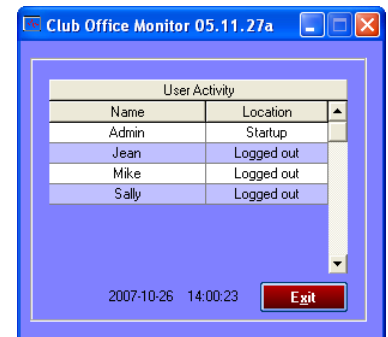 Club Office Monitor 05.11.27a
User Activity
Name Location
Admin Startup
Jean Logged out
Mike Logged out
Sally Logged out
2007-10-26 14:00:23 Exit